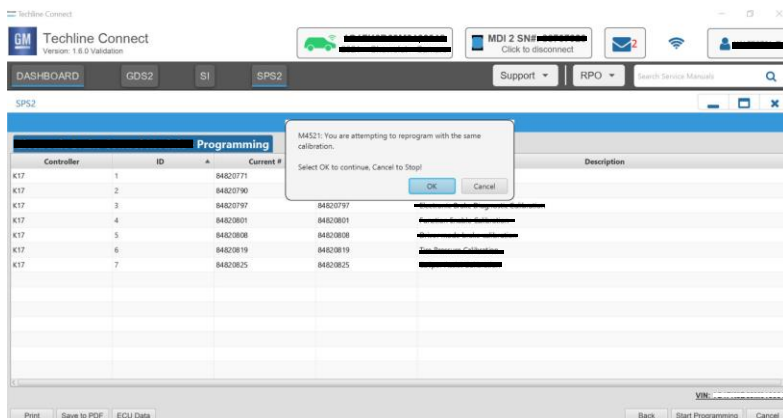 Techline Connect
GM
Techline Connect
Version: 1.6.0 Validation
MDI 2 SN#
Click to disconnect
2
DASHBOARD GDS2 SI SPS2 Support RPO Search Service Manuals
SPS2
Programming
M4521: You are attempting to reprogram with the same
calibration.
Select OK to continue, Cancel to Stop!
OK Cancel
Controller ID Current # Description
K17 1 84820771
K17 2 84820790
K17 3 84820797 84820797
K17 4 84820801 84820801
K17 5 84820808 84820808
K17 6 84820819 84820819
K17 7 84820825 84820825
VIN:
Print Save to PDF ECU Data Back Start Programming Cancel